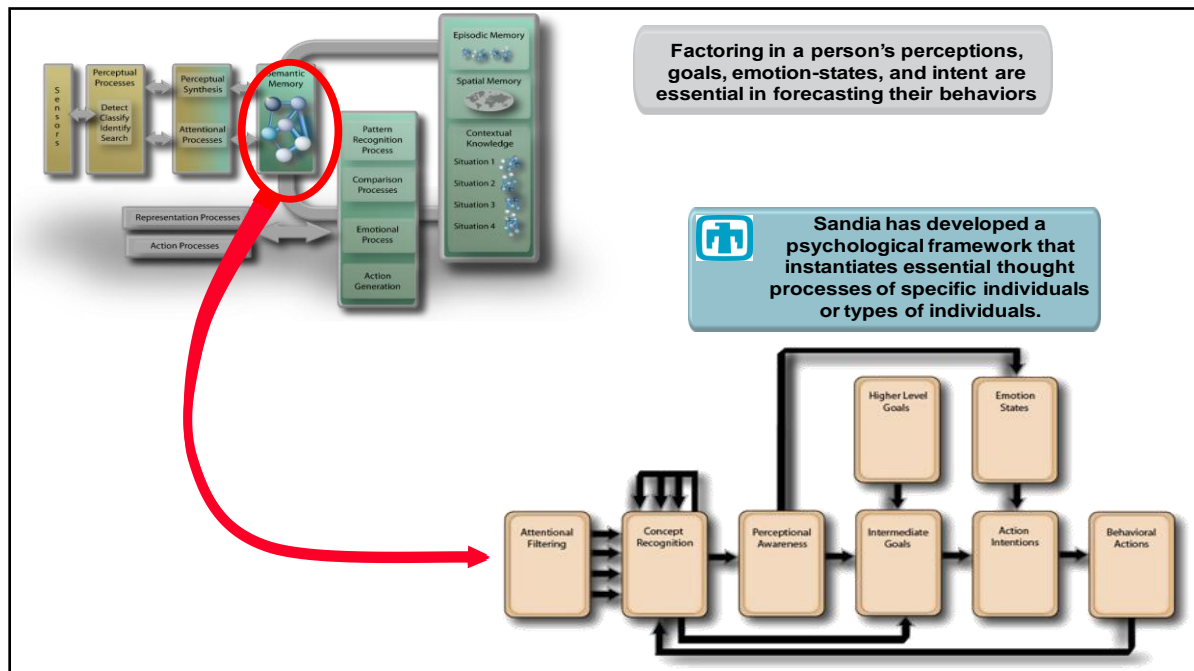 Factoring in a person's perceptions,
goals, emotion-states, and intent are
essential in forecasting their behaviors
Sensors
Perceptual
Processes
Detect
Classify
Identify
Search
Perceptual
Synthesis
Attentional
Processes
Semantic
Memory
Episodic Memory
Spatial Memory
Contextual
Knowledge
Situation 1
Situation 2
Situation 3
Situation 4
Pattern
Recognition
Process
Comparison
Processes
Emotional
Process
Action
Generation
Representation Processes
Action Processes
Sandia has developed a
psychological framework that
instantiates essential thought
processes of specific individuals
or types of individuals.
Higher Level
Goals
Emotion
States
Attentional
Filtering
Concept
Recognition
Perceptional
Awareness
Intermediate
Goals
Action
Intentions
Behavioral
Actions